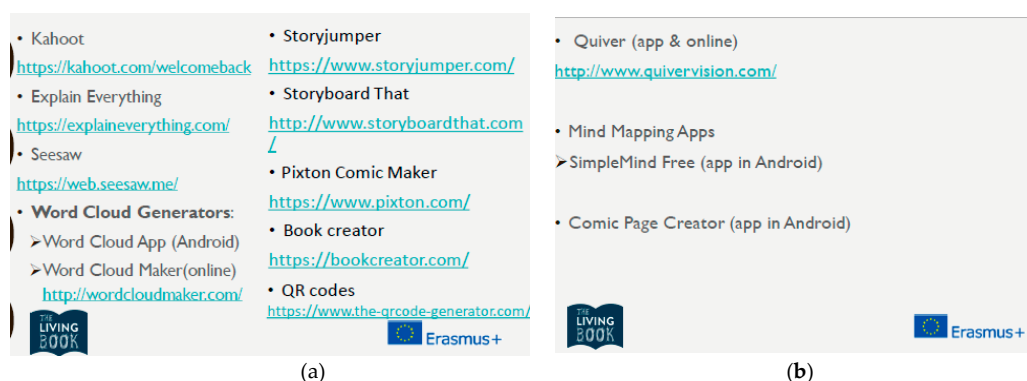 • Kahoot
https://kahoot.com/welcomeback
• Explain Everything
https://explaineverything.com/
• Seesaw
https://web.seesaw.me/
• Word Cloud Generators:
➢Word Cloud App (Android)
➢Word Cloud Maker(online)
http://wordcloudmaker.com/
THE
LIVING
BOOK
• Storyjumper
https://www.storyjumper.com/
• Storyboard That
http://www.storyboardthat.com
/
• Pixton Comic Maker
https://www.pixton.com/
• Book creator
https://bookcreator.com/
• QR codes
https://www.the-qrcode-generator.com/
Erasmus+
(a)
• Quiver (app & online)
http://www.quivervision.com/
• Mind Mapping Apps
➢SimpleMind Free (app in Android)
• Comic Page Creator (app in Android)
THE
LIVING
BOOK
Erasmus+
(b)